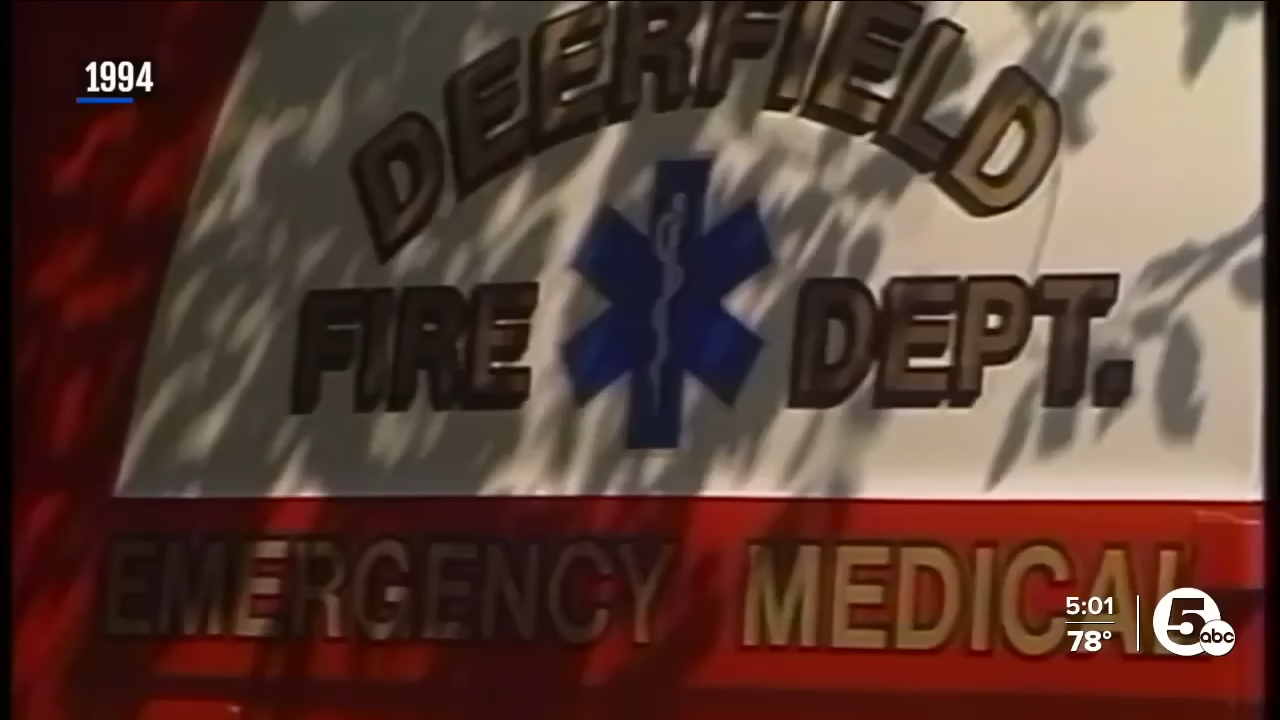 1994
DEERFIELD
FIRE DEPT.
EMERGENCY MEDICAL
5:01
78°
5 abc